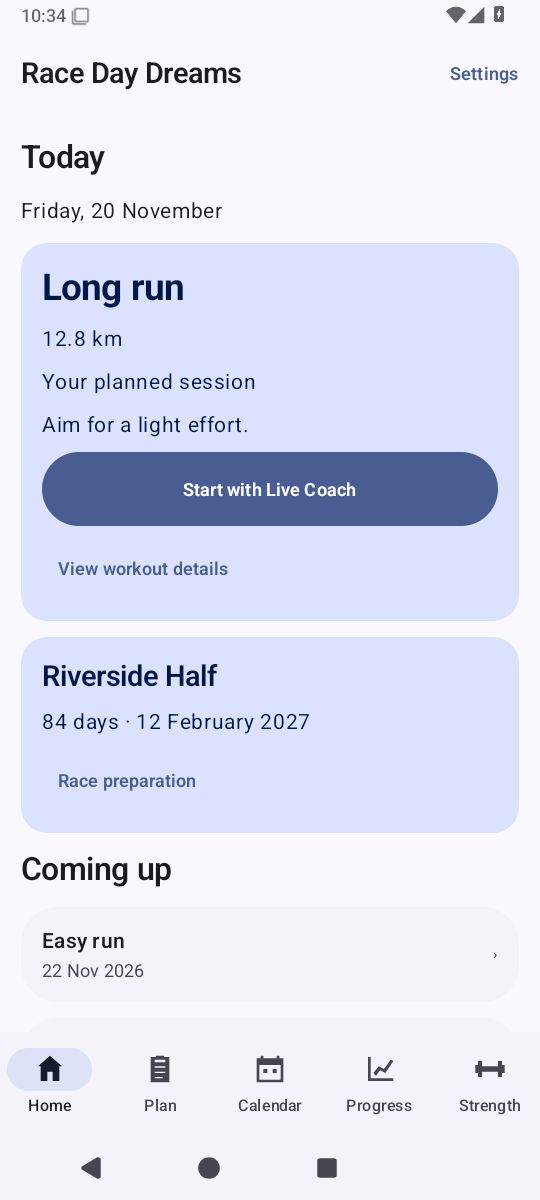 10:34
Race Day Dreams
Settings
Today
Friday, 20 November
Long run
12.8 km
Your planned session
Aim for a light effort.
Start with Live Coach
View workout details
Riverside Half
84 days · 12 February 2027
Race preparation
Coming up
Easy run
22 Nov 2026
›
Home
Plan
Calendar
Progress
Strength